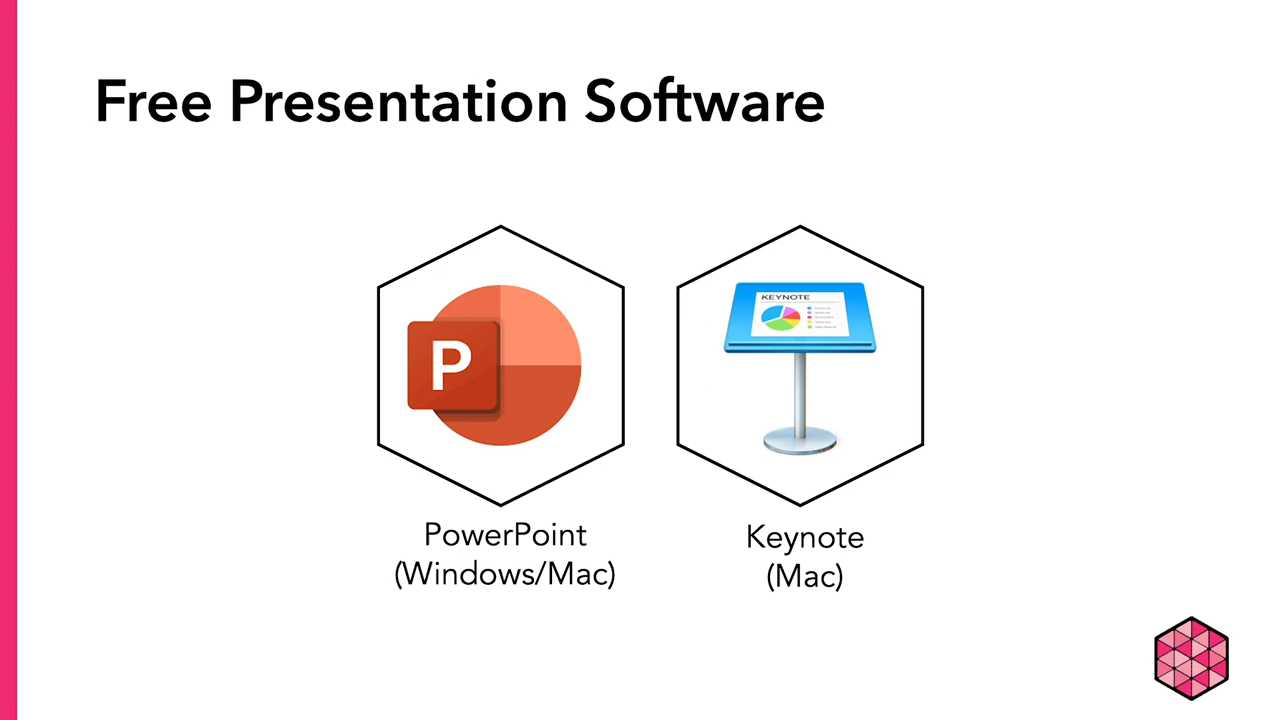 Free Presentation Software
P
KEYNOTE
PowerPoint
(Windows/Mac)
Keynote
(Mac)